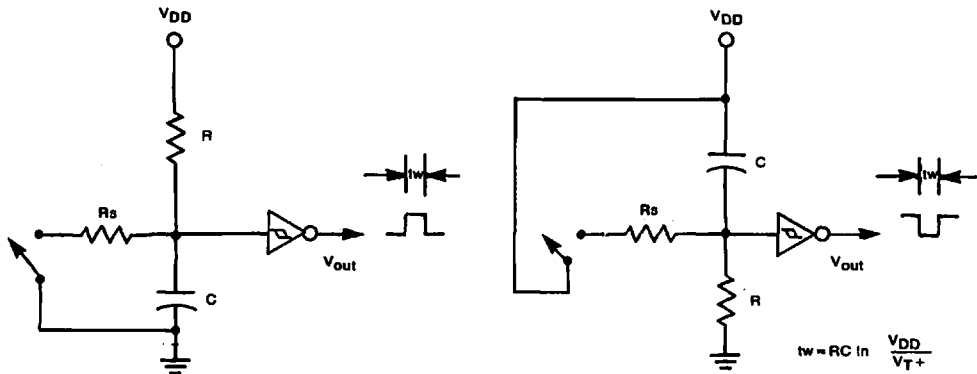 VDD
R
Rs
C
Vout
tw
VDD
C
Rs
R
Vout
tw
tw = RC ln VDD
VT +